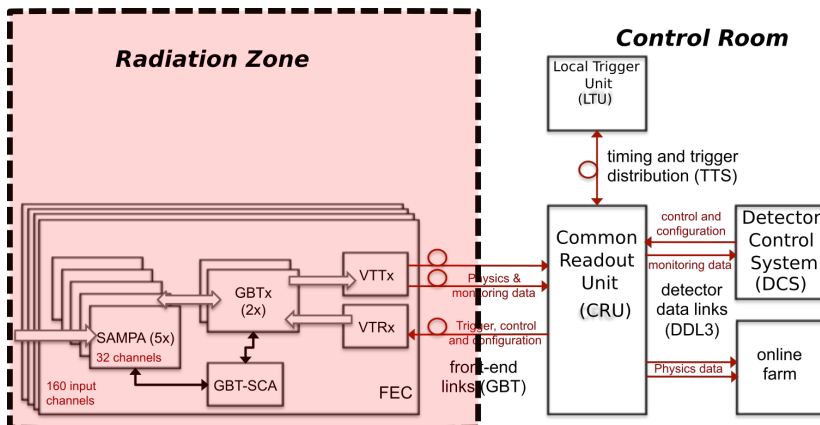 Radiation Zone
Control Room
Local Trigger
Unit
(LTU)
timing and trigger
distribution (TTS)
control and
configuration
monitoring data
Detector
Control
System
(DCS)
Common
Readout
Unit
(CRU)
detector
data links
(DDL3)
Physics data
online
farm
VTTx
Physics &
monitoring data
VTRx
Trigger, control
and configuration
front-end
links (GBT)
GBTx
(2x)
SAMPA (5x)
32 channels
GBT-SCA
160 input
channels
FEC